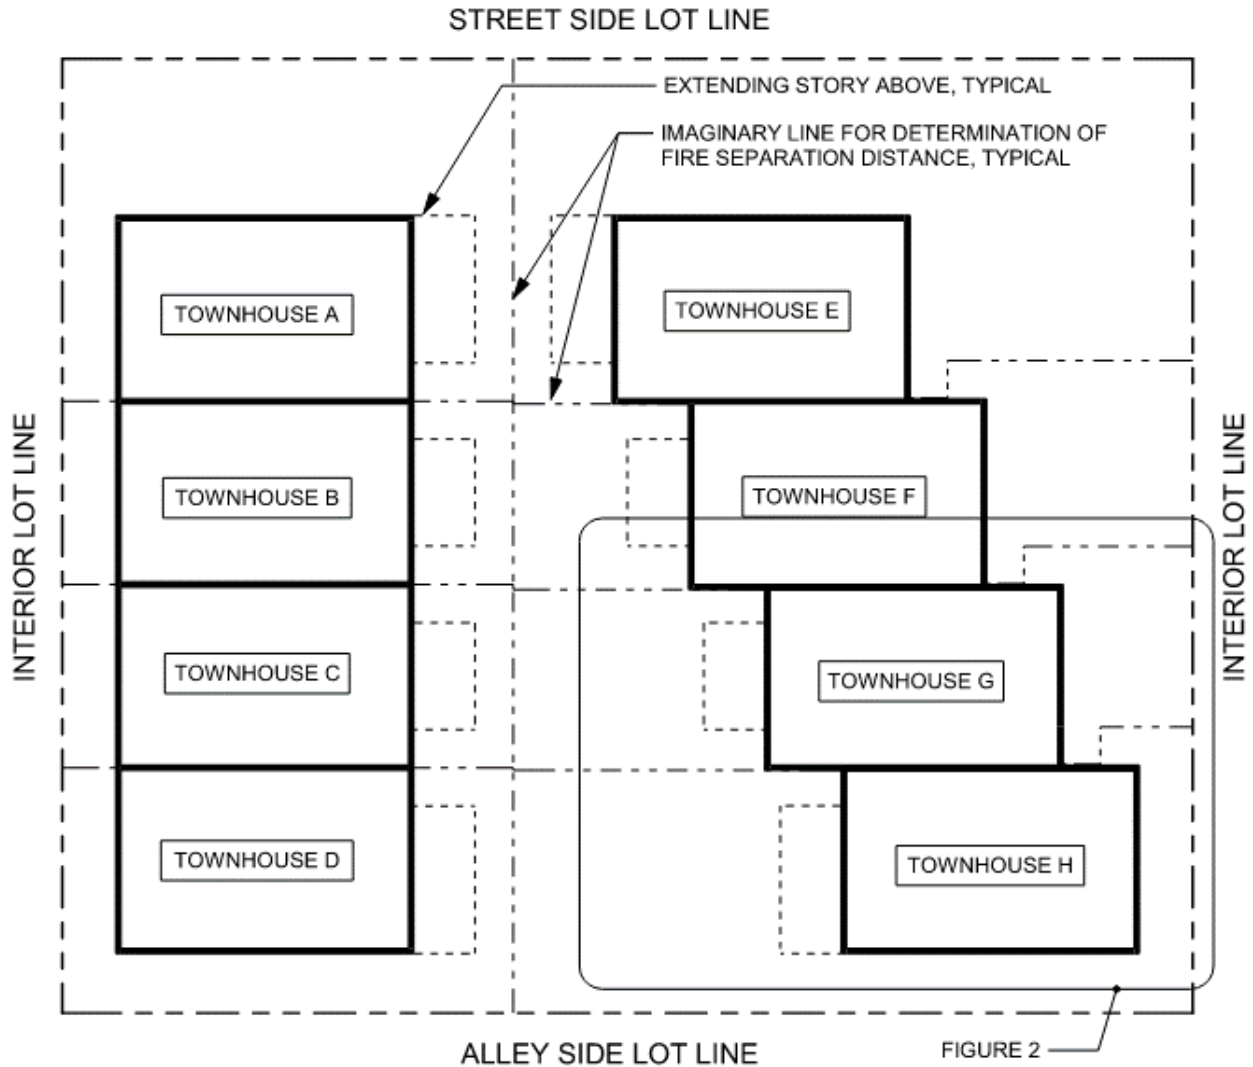 STREET SIDE LOT LINE
EXTENDING STORY ABOVE, TYPICAL
IMAGINARY LINE FOR DETERMINATION OF
FIRE SEPARATION DISTANCE, TYPICAL
TOWNHOUSE A
TOWNHOUSE E
INTERIOR LOT LINE
TOWNHOUSE B
TOWNHOUSE F
INTERIOR LOT LINE
TOWNHOUSE C
TOWNHOUSE G
TOWNHOUSE D
TOWNHOUSE H
ALLEY SIDE LOT LINE
FIGURE 2